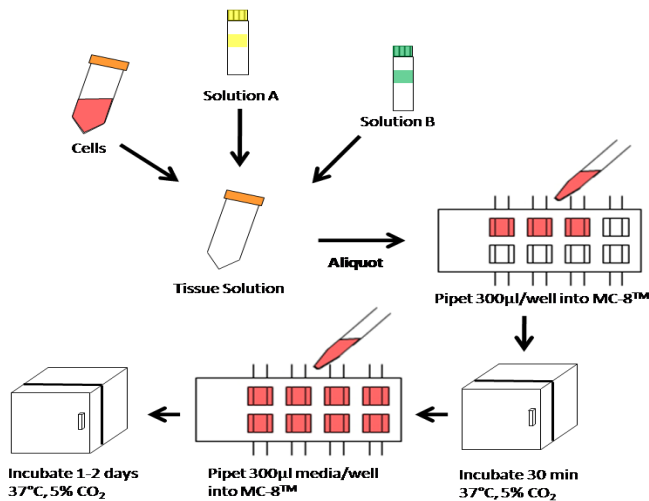 Solution A
Solution B
Cells
Tissue Solution
Aliquot
Pipet 300µl/well into MC-8™
Incubate 30 min
37°C, 5% CO₂
Pipet 300µl media/well
into MC-8™
Incubate 1-2 days
37°C, 5% CO₂